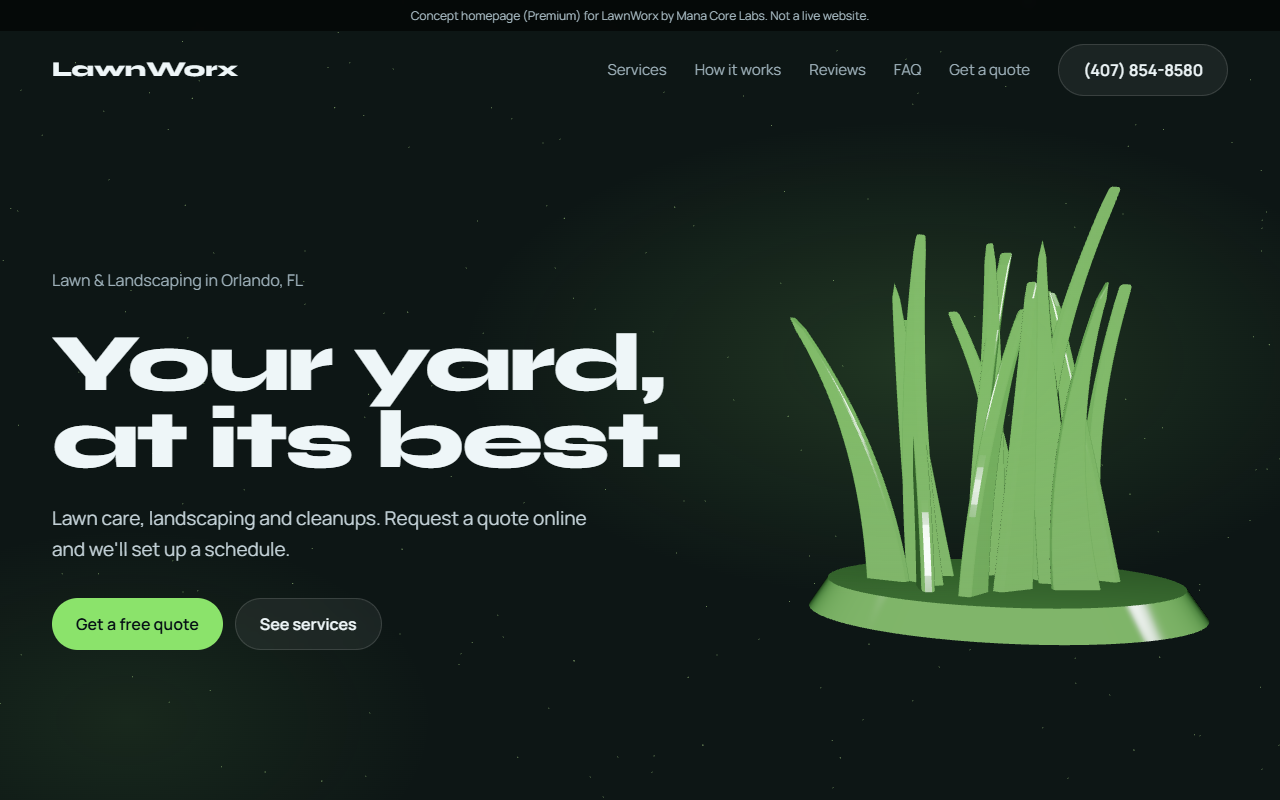 Concept homepage (Premium) for LawnWorx by Mana Core Labs. Not a live website.
LawnWorx
Services
How it works
Reviews
FAQ
Get a quote
(407) 854-8580
Lawn & Landscaping in Orlando, FL
Your yard,
at its best.
Lawn care, landscaping and cleanups. Request a quote online
and we'll set up a schedule.
Get a free quote
See services